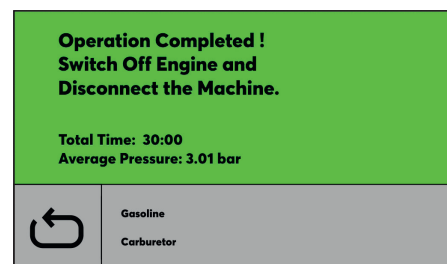 Operation Completed !
Switch Off Engine and
Disconnect the Machine.
Total Time: 30:00
Average Pressure: 3.01 bar
Gasoline
Carburetor